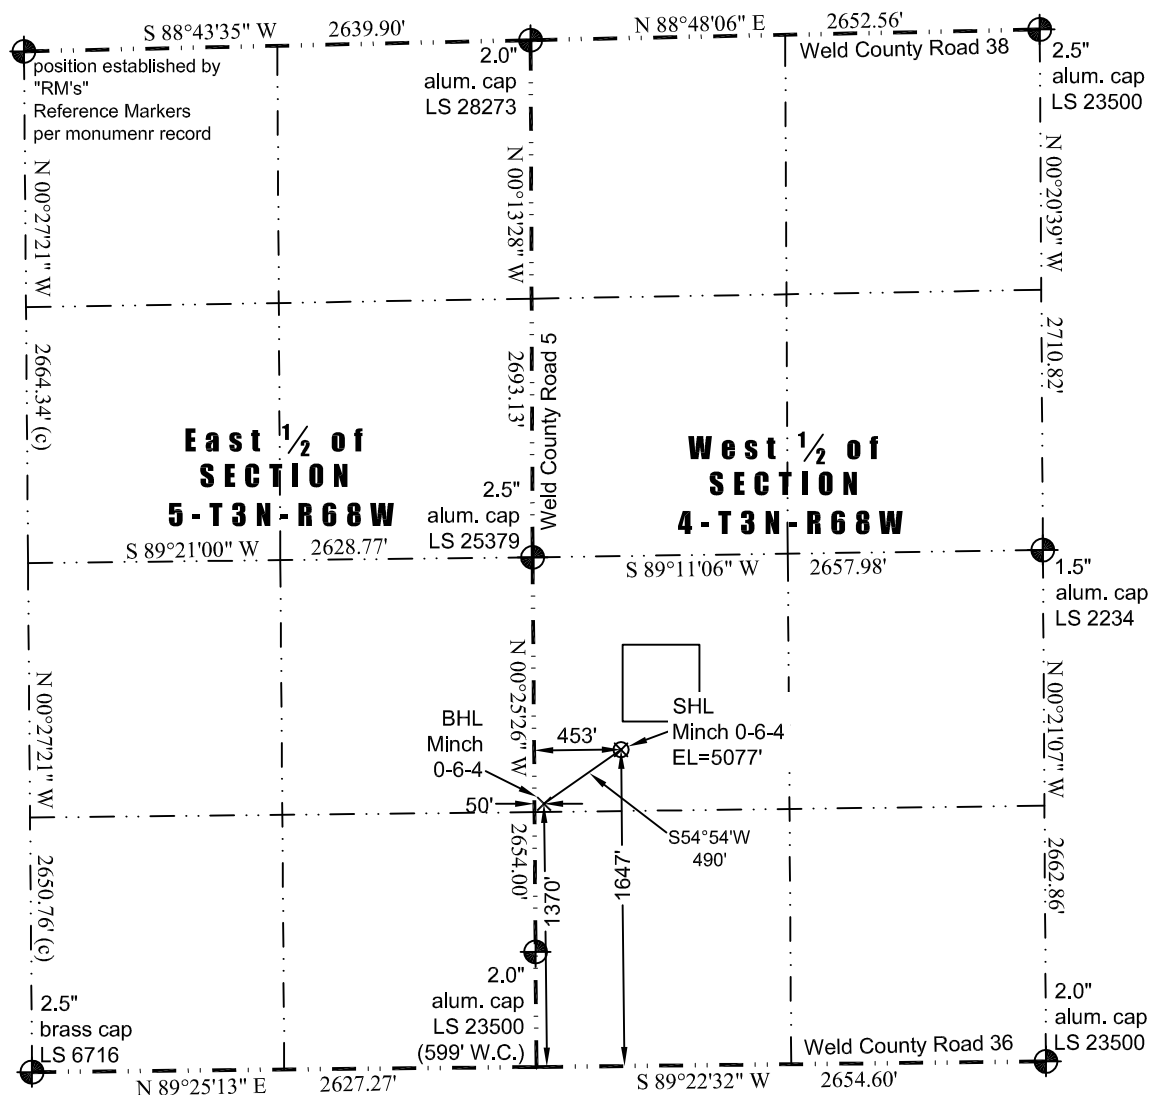 S 88°43'35" W 2639.90'
N 88°48'06" E 2652.56'
Weld County Road 38
position established by
"RM's"
Reference Markers
per monumenr record
2.0"
alum. cap
LS 28273
2.5"
alum. cap
LS 23500
N 00°27'21" W
2664.34' (c)
N 00°13'28" W
2693.13'
Weld County Road 5
N 00°20'39" W
2710.82'
East ½ of
SECTION
5-T3N-R68W
West ½ of
SECTION
4-T3N-R68W
2.5"
alum. cap
LS 25379
S 89°21'00" W 2628.77'
S 89°11'06" W 2657.98'
1.5"
alum. cap
LS 2234
N 00°27'21" W
2650.76' (c)
N 00°25'26" W
2654.00'
N 00°21'07" W
2662.86'
BHL
Minch
0-6-4
453'
SHL
Minch 0-6-4
EL=5077'
50'
S54°54'W
490'
1370'
1647'
2.5"
brass cap
LS 6716
2.0"
alum. cap
LS 23500
(599' W.C.)
2.0"
alum. cap
LS 23500
Weld County Road 36
N 89°25'13" E 2627.27'
S 89°22'32" W 2654.60'